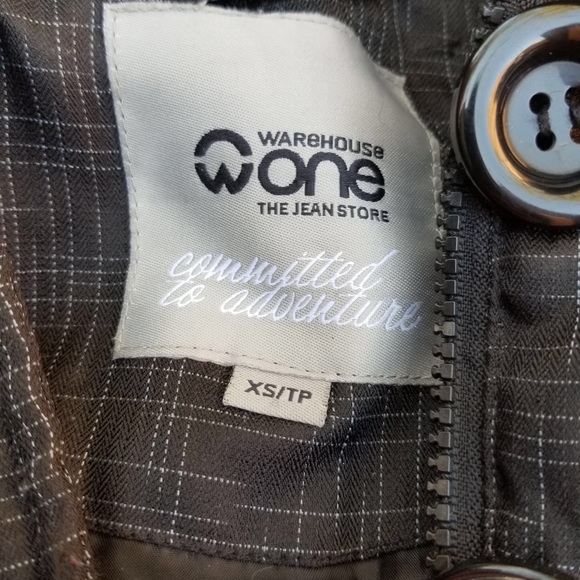 WAREHOUSE
ONE
THE JEAN STORE
committed
to adventure
XS/TP